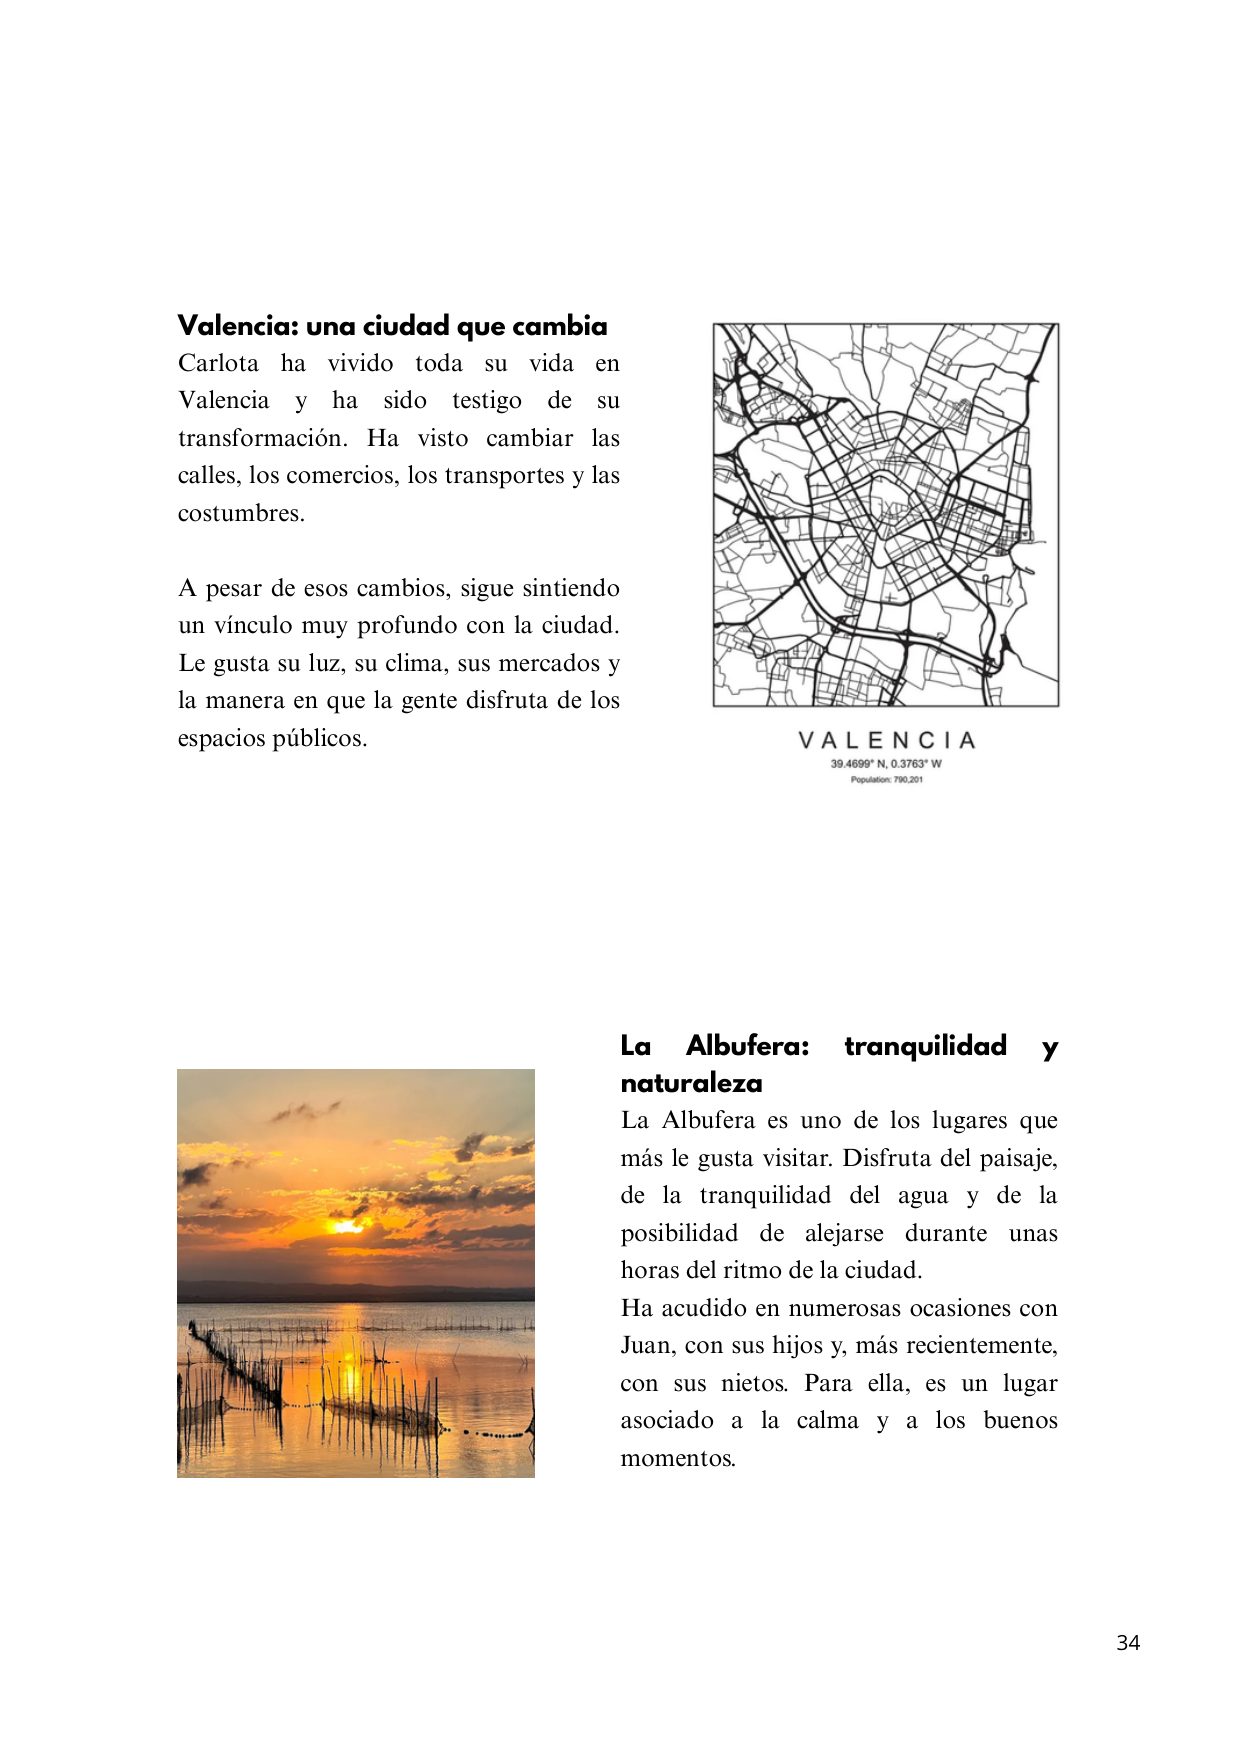 Valencia: una ciudad que cambia
Carlota ha vivido toda su vida en
Valencia y ha sido testigo de su
transformación. Ha visto cambiar las
calles, los comercios, los transportes y las
costumbres.
A pesar de esos cambios, sigue sintiendo
un vínculo muy profundo con la ciudad.
Le gusta su luz, su clima, sus mercados y
la manera en que la gente disfruta de los
espacios públicos.
VALENCIA
39.4699° N, 0.3763° W
Population: 790,201
La Albufera: tranquilidad y
naturaleza
La Albufera es uno de los lugares que
más le gusta visitar. Disfruta del paisaje,
de la tranquilidad del agua y de la
posibilidad de alejarse durante unas
horas del ritmo de la ciudad.
Ha acudido en numerosas ocasiones con
Juan, con sus hijos y, más recientemente,
con sus nietos. Para ella, es un lugar
asociado a la calma y a los buenos
momentos.
34